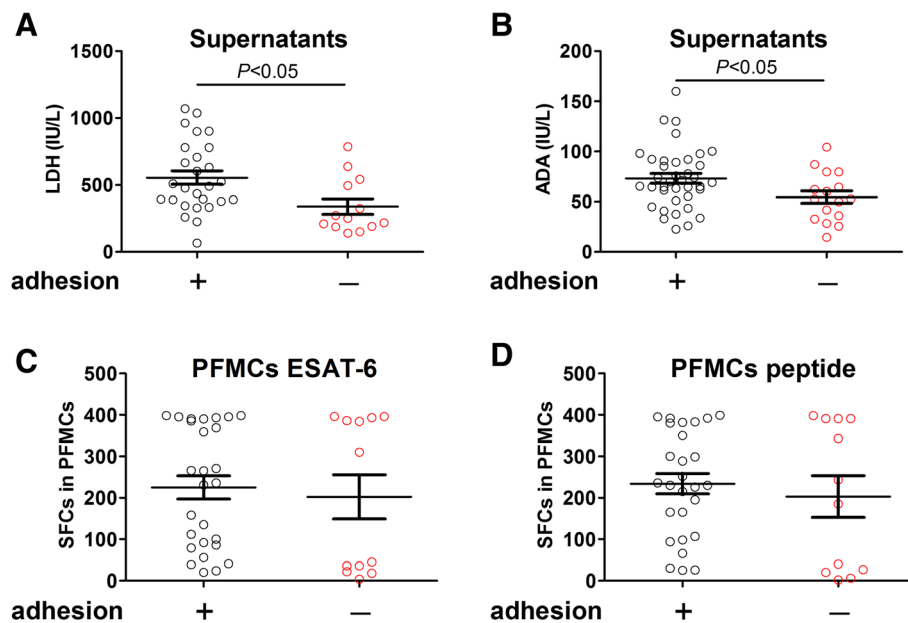 A
Supernatants
P<0.05
LDH (IU/L)
1500
1000
500
0
adhesion + −
B
Supernatants
P<0.05
ADA (IU/L)
200
150
100
50
0
adhesion + −
C
PFMCs ESAT-6
SFCs in PFMCs
500
400
300
200
100
0
adhesion + −
D
PFMCs peptide
SFCs in PFMCs
500
400
300
200
100
0
adhesion + −